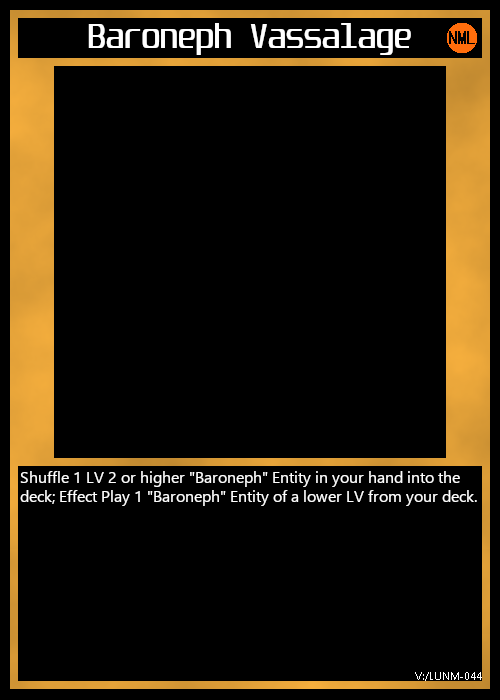 Baroneph Vassalage
NML
Shuffle 1 LV 2 or higher "Baroneph" Entity in your hand into the
deck; Effect Play 1 "Baroneph" Entity of a lower LV from your deck.
V:/LUNM-044